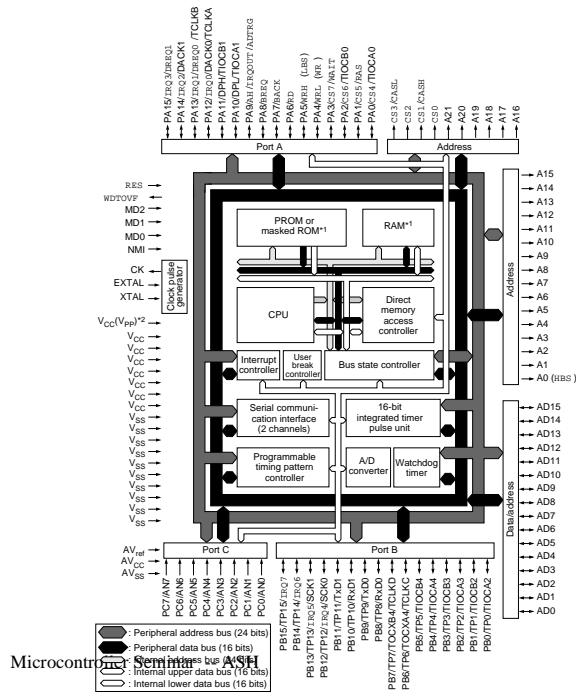 PA15/IRQ3/DREQ1
PA14/IRQ2/DACK1
PA13/IRQ1/DREQ0/TCLKB
PA12/IRQ0/DACK0/TCLKA
PA11/DPH/TIOCB1
PA10/DPL/TIOCA1
PA9/AH/IRQOUT/ADTRG
PA8/BREQ
PA7/BACK
PA6/RD
PA5/WRH (LBS)
PA4/WRL (WR)
PA3/CS7/WAIT
PA2/CS6/TIOCB0
PA1/CS5/RAS
PA0/CS4/TIOCA0
CS3/CASL
CS2
CS1/CASH
CS0
A21
A20
A19
A18
A17
A16
Port A
Address
RES
WDTOVF
MD2
MD1
MD0
NMI
CK
EXTAL
XTAL
Clock pulse
generator
VCC(VPP)*2
VCC
VCC
VCC
VCC
VCC
VCC
VCC
VSS
VSS
VSS
VSS
VSS
VSS
VSS
VSS
VSS
AVref
AVCC
AVSS
PROM or
masked ROM*1
RAM*1
CPU
Direct
memory
access
controller
Interrupt
controller
User
break
controller
Bus state controller
Serial communi-
cation interface
(2 channels)
16-bit
integrated timer
pulse unit
Programmable
timing pattern
controller
A/D
converter
Watchdog
timer
A15
A14
A13
A12
A11
A10
A9
A8
A7
A6
A5
A4
A3
A2
A1
A0 (HBS)
Address
AD15
AD14
AD13
AD12
AD11
AD10
AD9
AD8
AD7
AD6
AD5
AD4
AD3
AD2
AD1
AD0
Data/address
Port C
Port B
PC7/AN7
PC6/AN6
PC5/AN5
PC4/AN4
PC3/AN3
PC2/AN2
PC1/AN1
PC0/AN0
PB15/TP15/IRQ7
PB14/TP14/IRQ6
PB13/TP13/IRQ5/SCK1
PB12/TP12/IRQ4/SCK0
PB11/TP11/TxD1
PB10/TP10/RxD1
PB9/TP9/TxD0
PB8/TP8/RxD0
PB7/TP7/TOCXB4/TCLKD
PB6/TP6/TOCXA4/TCLKC
PB5/TP5/TIOCB4
PB4/TP4/TIOCA4
PB3/TP3/TIOCB3
PB2/TP2/TIOCA3
PB1/TP1/TIOCB2
PB0/TP0/TIOCA2
: Peripheral address bus (24 bits)
: Peripheral data bus (16 bits)
: Internal address bus (24 bits)
: Internal upper data bus (16 bits)
: Internal lower data bus (16 bits)
Microcontroller Seminar -- ASH